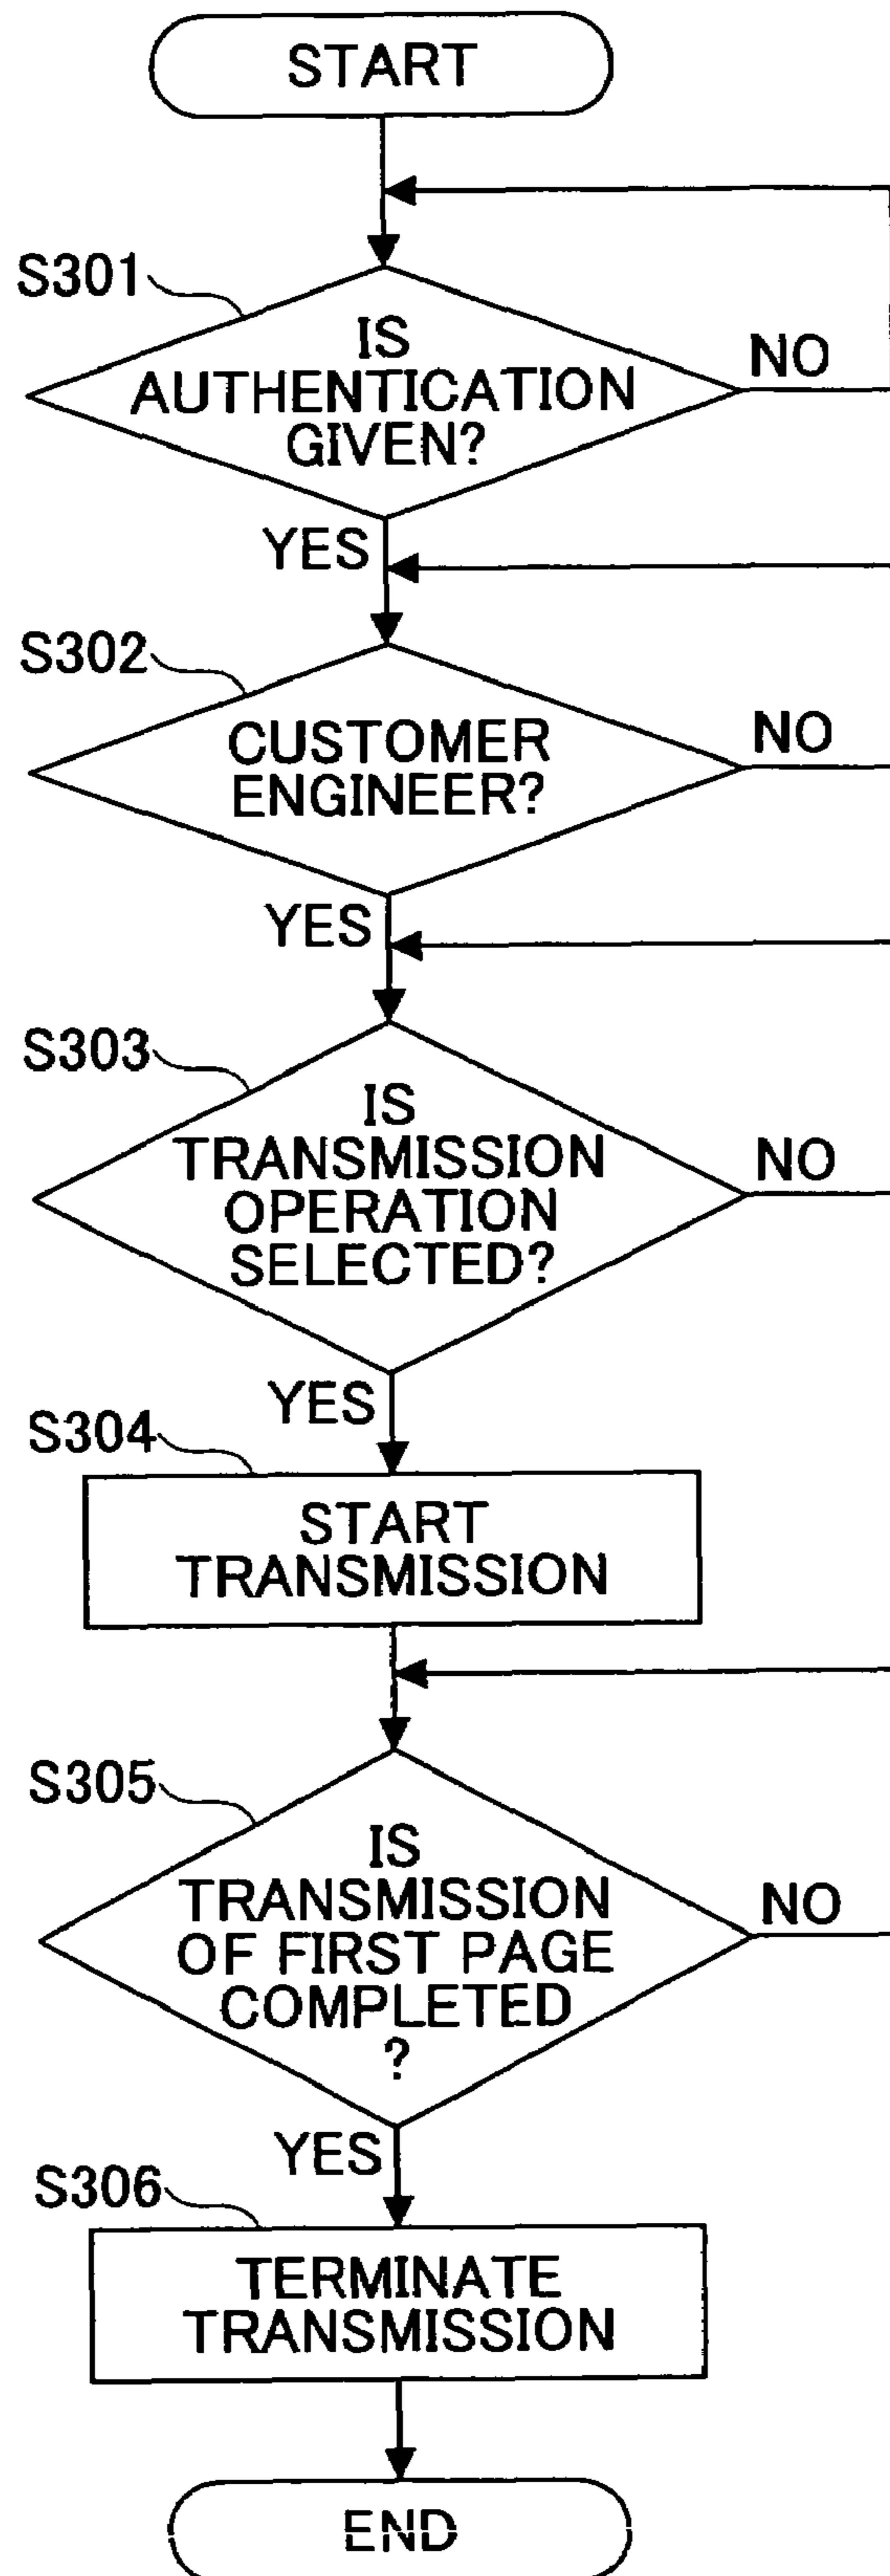 START
S301
IS
AUTHENTICATION
GIVEN?
NO
YES
S302
CUSTOMER
ENGINEER?
NO
YES
S303
IS
TRANSMISSION
OPERATION
SELECTED?
NO
YES
S304
START
TRANSMISSION
S305
IS
TRANSMISSION
OF FIRST PAGE
COMPLETED
?
NO
YES
S306
TERMINATE
TRANSMISSION
END